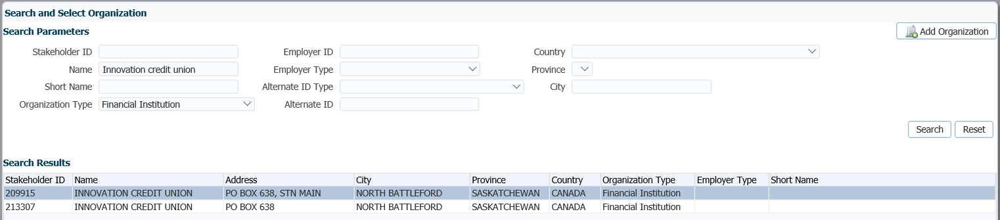 Search and Select Organization
Search Parameters
Add Organization
Stakeholder ID Employer ID Country
Name Innovation credit union Employer Type Province
Short Name Alternate ID Type City
Organization Type Financial Institution Alternate ID
Search Reset
Search Results
Stakeholder ID Name Address City Province Country Organization Type Employer Type Short Name
209915 INNOVATION CREDIT UNION PO BOX 638, STN MAIN NORTH BATTLEFORD SASKATCHEWAN CANADA Financial Institution
213307 INNOVATION CREDIT UNION PO BOX 638 NORTH BATTLEFORD SASKATCHEWAN CANADA Financial Institution